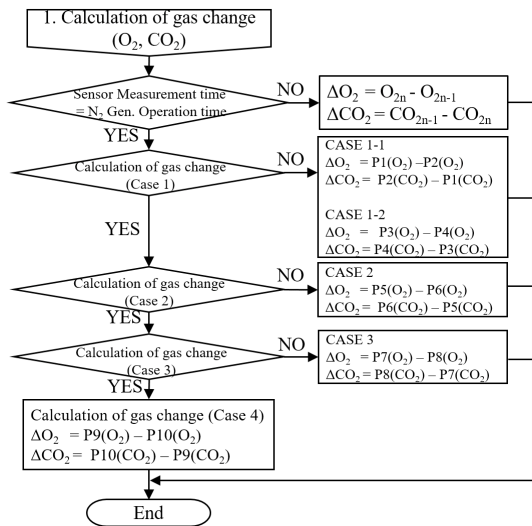 1. Calculation of gas change
(O₂, CO₂)
Sensor Measurement time
= N₂ Gen. Operation time
NO
ΔO₂ = O₂ₙ - O₂ₙ₋₁
ΔCO₂ = CO₂ₙ₋₁ - CO₂ₙ
YES
Calculation of gas change
(Case 1)
NO
CASE 1-1
ΔO₂ = P1(O₂) –P2(O₂)
ΔCO₂ = P2(CO₂) – P1(CO₂)
CASE 1-2
ΔO₂ = P3(O₂) – P4(O₂)
ΔCO₂ = P4(CO₂) – P3(CO₂)
YES
Calculation of gas change
(Case 2)
NO
CASE 2
ΔO₂ = P5(O₂) – P6(O₂)
ΔCO₂ = P6(CO₂) – P5(CO₂)
YES
Calculation of gas change
(Case 3)
NO
CASE 3
ΔO₂ = P7(O₂) – P8(O₂)
ΔCO₂ = P8(CO₂) – P7(CO₂)
YES
Calculation of gas change (Case 4)
ΔO₂ = P9(O₂) – P10(O₂)
ΔCO₂ = P10(CO₂) – P9(CO₂)
End